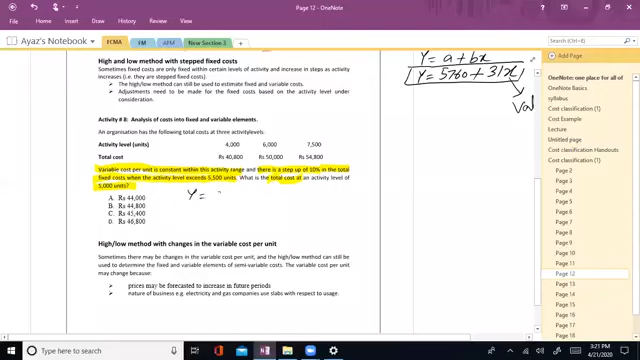 Page 12 - OneNote
File Home Insert Draw History Review View
Ayaz's Notebook
FCMA FM AFM New Section 3
High and low method with stepped fixed costs
Sometimes fixed costs are only fixed within certain levels of activity and increase in steps as activity
increases (i.e. they are stepped fixed costs).
The high/low method can still be used to estimate fixed and variable costs.
Adjustments need to be made for the fixed costs based on the activity level under
consideration.
Activity # 8: Analysis of costs into fixed and variable elements.
An organisation has the following total costs at three activity levels:
Activity level (units) 4,000 6,000 7,500
Total cost Rs 40,800 Rs 50,000 Rs 54,800
Variable cost per unit is constant within this activity range and there is a step up of 10% in the total
fixed costs when the activity level exceeds 5,500 units. What is the total cost at an activity level of
5,000 units?
Y =
A. Rs 44,000
B. Rs 44,800
C. Rs 45,400
D. Rs 46,800
High/low method with changes in the variable cost per unit
Sometimes there may be changes in the variable cost per unit, and the high/low method can still be
used to determine the fixed and variable elements of semi-variable costs. The variable cost per unit
may change because:
prices may be forecasted to increase in future periods
nature of business e.g. electricity and gas companies use slabs with respect to usage.
Y = a + bx
Y = 5760 + 31x
Add Page
OneNote: one place for all of
OneNote Basics
syllabus
Cost classification (1)
Cost classification (2)
Cost classification (3)
Lecture
Untitled page
Cost classification Handouts
Page 2
Page 3
Page 4
Page 5
Page 6
Page 7
Page 8
Page 9
Page 10
Page 11
Page 12
Page 13
Page 14
Page 15
Page 16
Page 17
Page 18
3:21 PM
4/21/2020